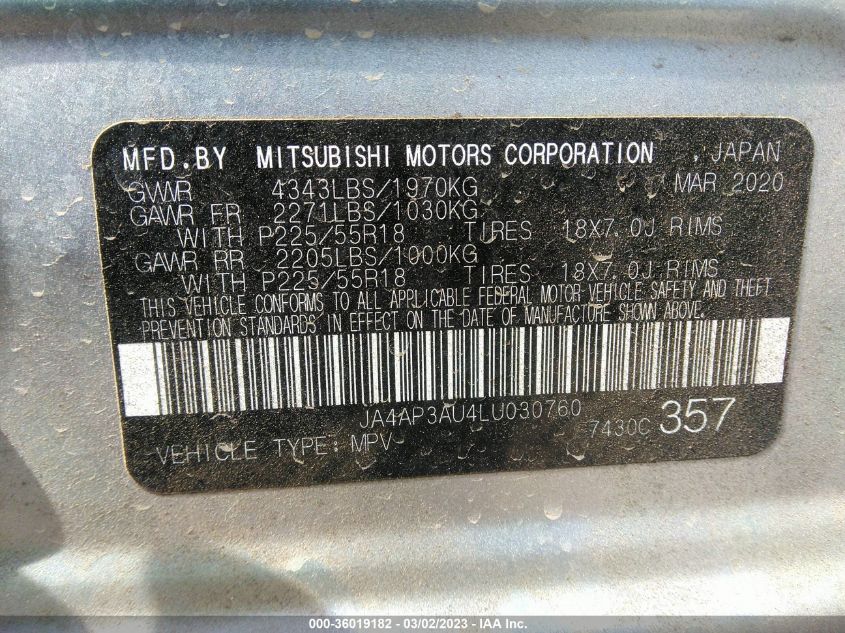 MFD.BY MITSUBISHI MOTORS CORPORATION , JAPAN
GVWR 4343LBS/1970KG MAR 2020
GAWR FR 2271LBS/1030KG
WITH P225/55R18 TIRES 18X7.0J RIMS
GAWR RR 2205LBS/1000KG
WITH P225/55R18 TIRES 18X7.0J RIMS
THIS VEHICLE CONFORMS TO ALL APPLICABLE FEDERAL MOTOR VEHICLE SAFETY AND THEFT
PREVENTION STANDARDS IN EFFECT ON THE DATE OF MANUFACTURE SHOWN ABOVE.
JA4AP3AU4LU030760
VEHICLE TYPE: MPV 7430C 357
000-36019182 - 03/02/2023 - © IAA Inc.